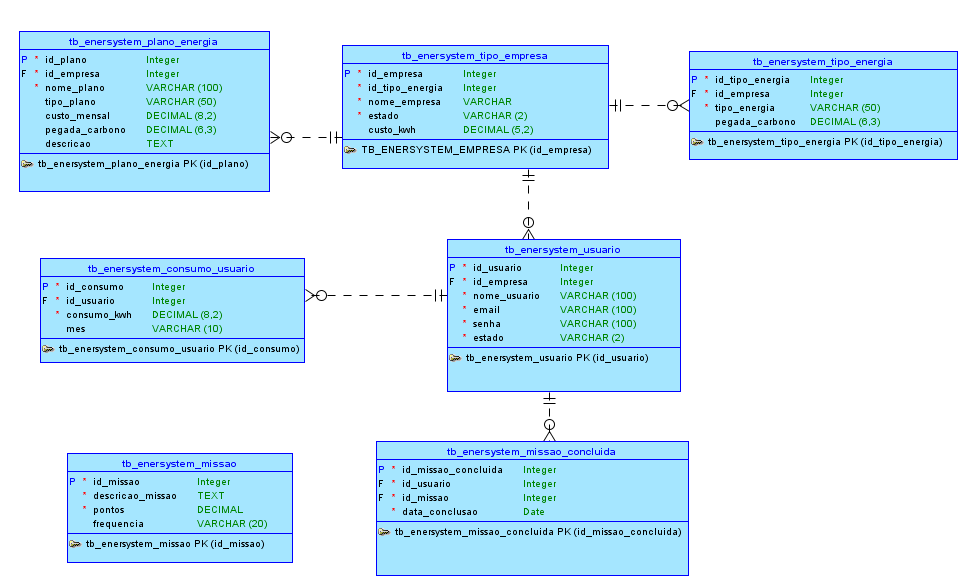 tb_enersystem_plano_energia
P * id_plano Integer
F * id_empresa Integer
* nome_plano VARCHAR (100)
tipo_plano VARCHAR (50)
custo_mensal DECIMAL (8,2)
pegada_carbono DECIMAL (6,3)
descricao TEXT
tb_enersystem_plano_energia PK (id_plano)
tb_enersystem_tipo_empresa
P * id_empresa Integer
* id_tipo_energia Integer
* nome_empresa VARCHAR
* estado VARCHAR (2)
custo_kwh DECIMAL (5,2)
TB_ENERSYSTEM_EMPRESA PK (id_empresa)
tb_enersystem_tipo_energia
P * id_tipo_energia Integer
F * id_empresa Integer
* tipo_energia VARCHAR (50)
pegada_carbono DECIMAL (6,3)
tb_enersystem_tipo_energia PK (id_tipo_energia)
tb_enersystem_consumo_usuario
P * id_consumo Integer
F * id_usuario Integer
* consumo_kwh DECIMAL (8,2)
mes VARCHAR (10)
tb_enersystem_consumo_usuario PK (id_consumo)
tb_enersystem_usuario
P * id_usuario Integer
F * id_empresa Integer
* nome_usuario VARCHAR (100)
* email VARCHAR (100)
* senha VARCHAR (100)
* estado VARCHAR (2)
tb_enersystem_usuario PK (id_usuario)
tb_enersystem_missao
P * id_missao Integer
* descricao_missao TEXT
* pontos DECIMAL
frequencia VARCHAR (20)
tb_enersystem_missao PK (id_missao)
tb_enersystem_missao_concluida
P * id_missao_concluida Integer
F * id_usuario Integer
F * id_missao Integer
* data_conclusao Date
tb_enersystem_missao_concluida PK (id_missao_concluida)